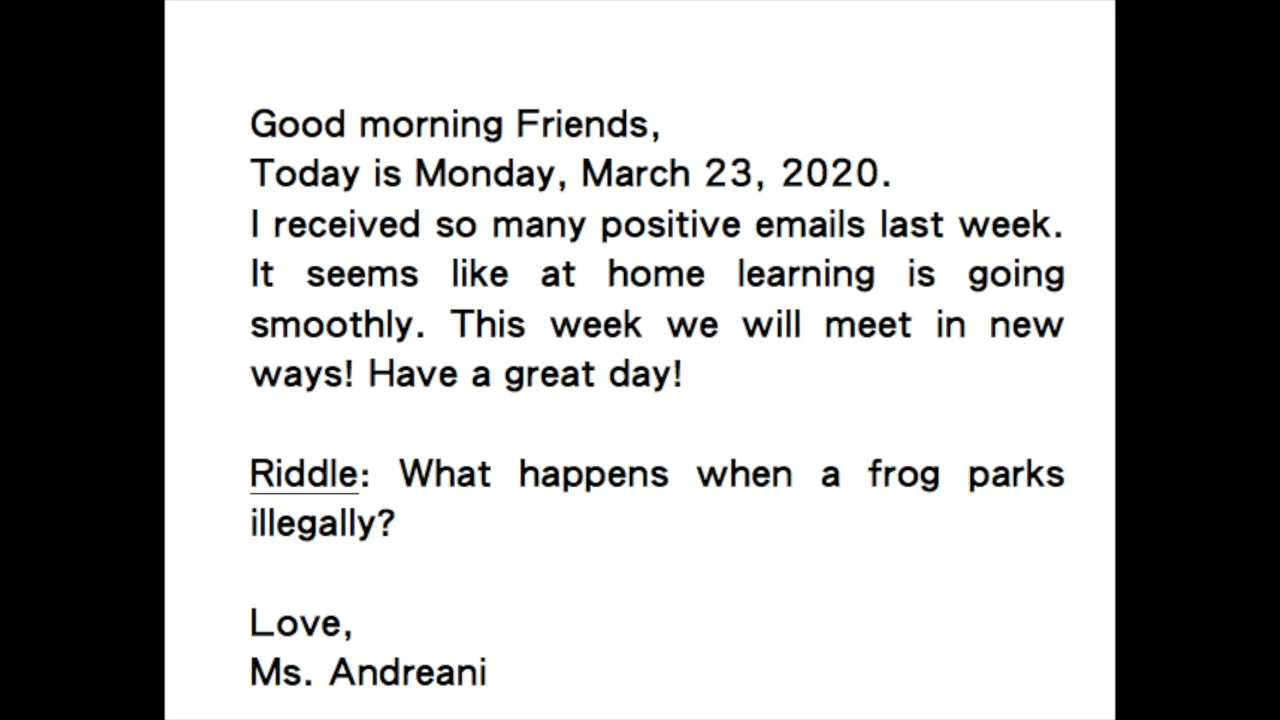 Good morning Friends,
Today is Monday, March 23, 2020.
I received so many positive emails last week.
It seems like at home learning is going
smoothly. This week we will meet in new
ways! Have a great day!
Riddle: What happens when a frog parks
illegally?
Love,
Ms. Andreani